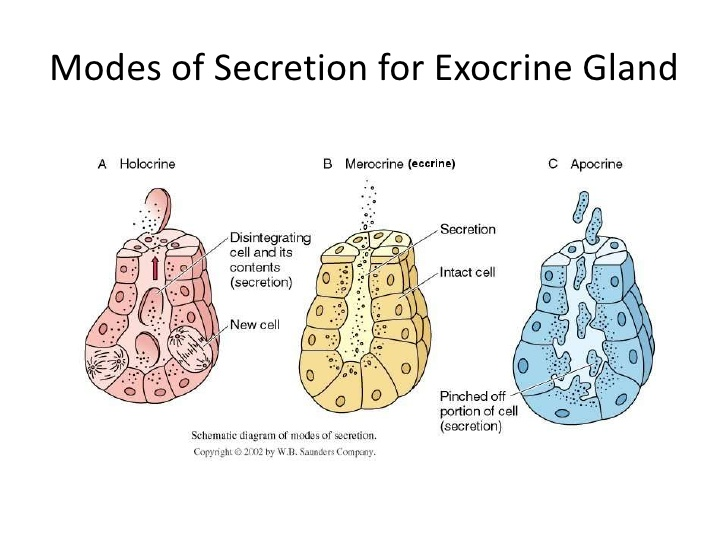 Modes of Secretion for Exocrine Gland
A Holocrine
B Merocrine (eccrine)
C Apocrine
Disintegrating
cell and its
contents
(secretion)
New cell
Secretion
Intact cell
Pinched off
portion of cell
(secretion)
Schematic diagram of modes of secretion.
Copyright © 2002 by W.B. Saunders Company.